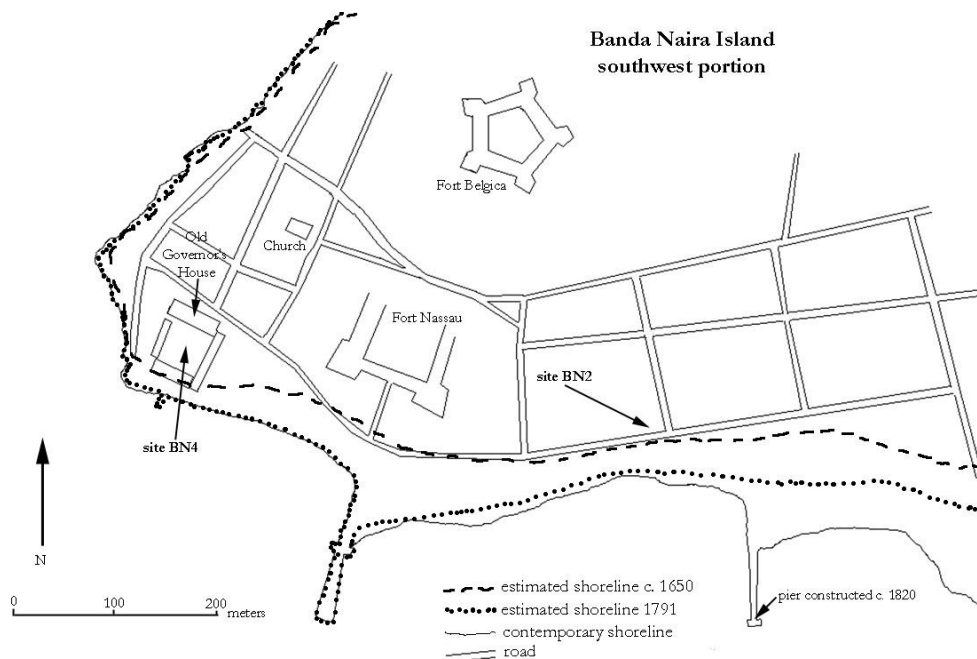 Banda Naira Island
southwest portion
Fort Belgica
Old
Governor's
House
Church
Fort Nassau
site BN2
site BN4
N
0 100 200
meters
estimated shoreline c. 1650
estimated shoreline 1791
contemporary shoreline
road
pier constructed c. 1820